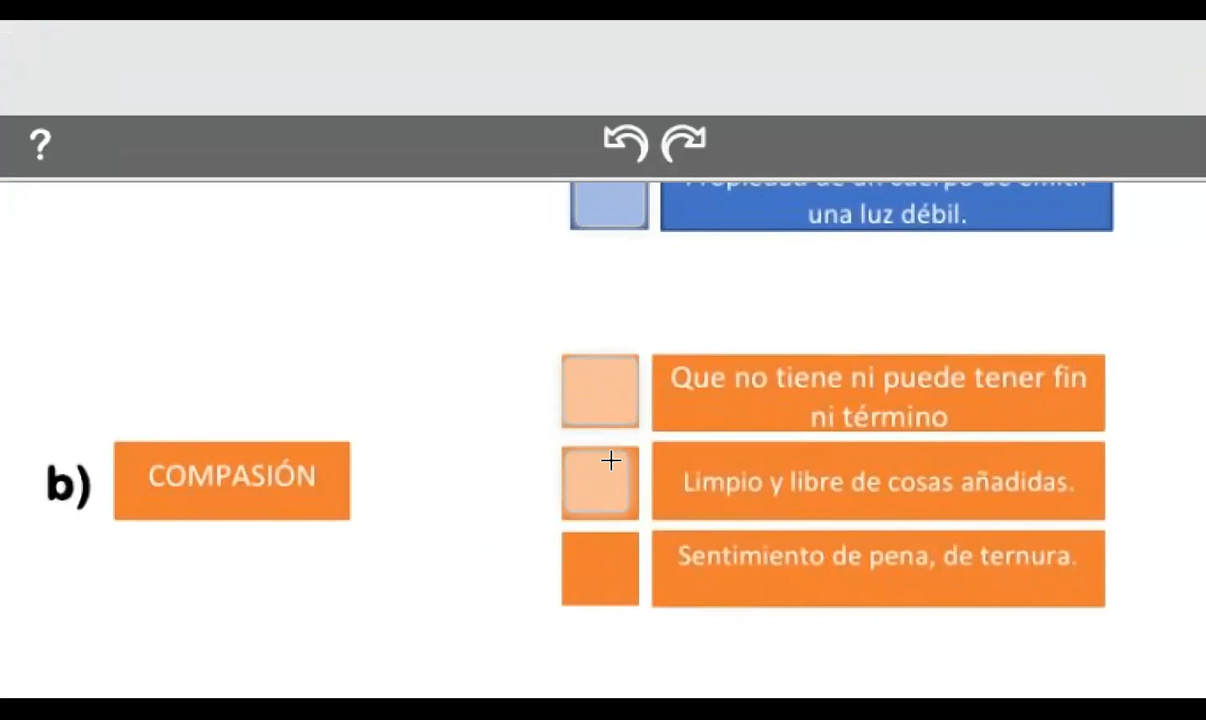 ?
una luz débil.
Que no tiene ni puede tener fin
ni término
b)
COMPASIÓN
Limpio y libre de cosas añadidas.
Sentimiento de pena, de ternura.